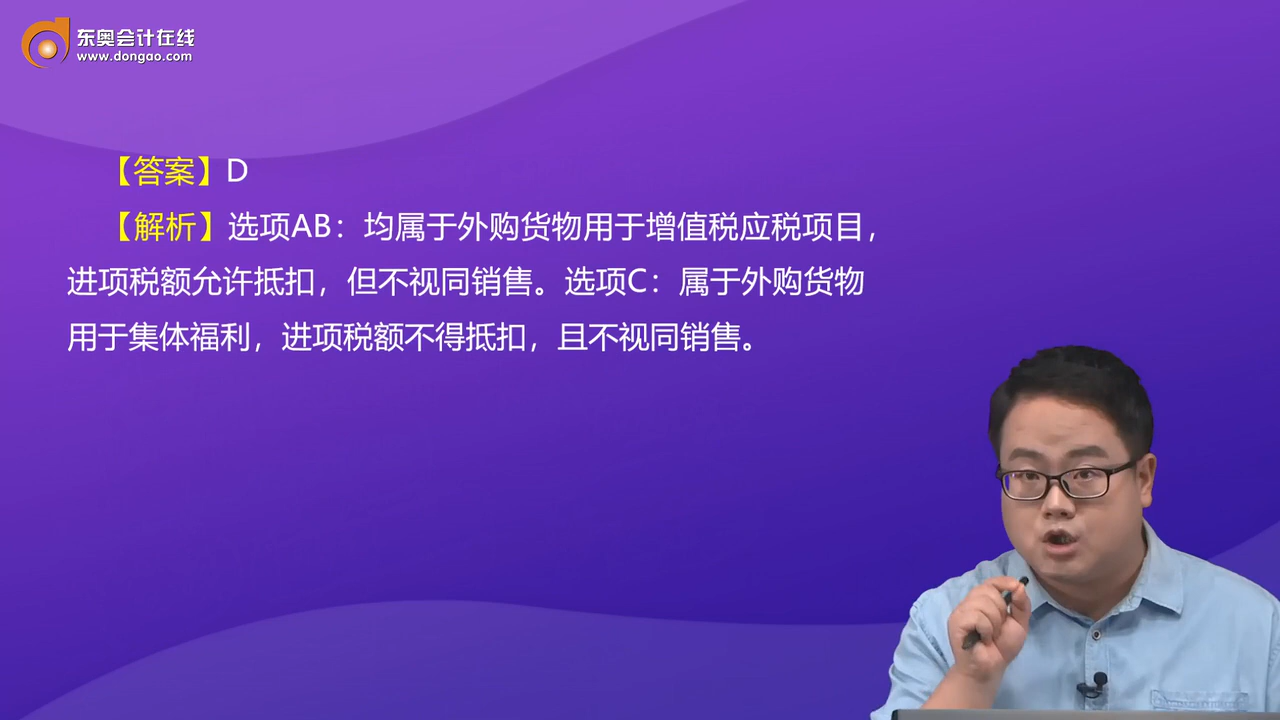 东奥会计在线
www.dongao.com
【答案】D
【解析】选项AB：均属于外购货物用于增值税应税项目，
进项税额允许抵扣，但不视同销售。选项C：属于外购货物
用于集体福利，进项税额不得抵扣，且不视同销售。